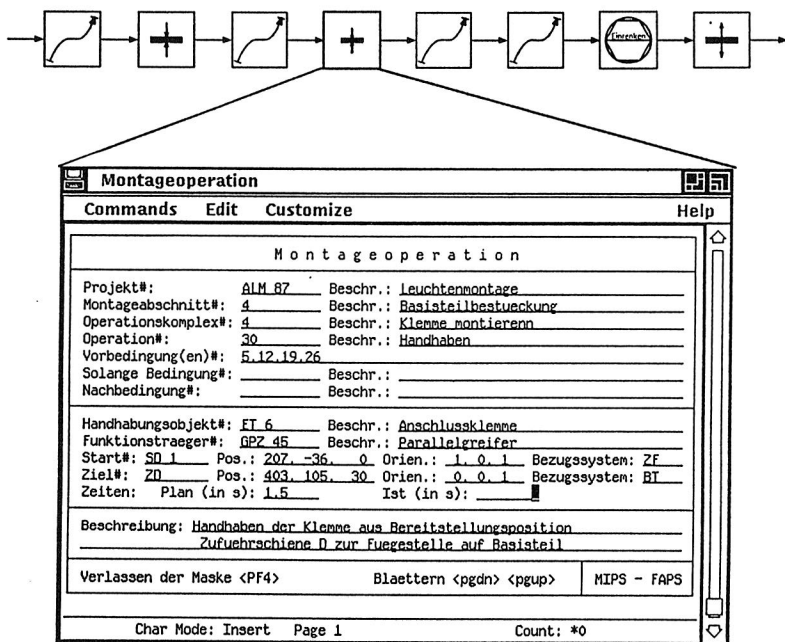 Einrenken
Montageoperation
Commands Edit Customize Help
Montageoperation
Projekt#: ALM 87 Beschr.: Leuchtenmontage
Montageabschnitt#: 4 Beschr.: Basisteilbestueckung
Operationskomplex#: 4 Beschr.: Klemme montierenn
Operation#: 30 Beschr.: Handhaben
Vorbedingung(en)#: 5.12.19.26
Solange Bedingung#: Beschr.:
Nachbedingung#: Beschr.:
Handhabungsobjekt#: ET 6 Beschr.: Anschlussklemme
Funktionstraeger#: GPZ 45 Beschr.: Parallelgreifer
Start#: SO 1 Pos.: 207. -36. 0 Orien.: 1. 0. 1 Bezugssystem: ZF
Ziel#: ZO Pos.: 403. 105. 30 Orien.: 0. 0. 1 Bezugssystem: BT
Zeiten: Plan (in s): 1.5 Ist (in s):
Beschreibung: Handhaben der Klemme aus Bereitstellungsposition
Zufuehrschiene D zur Fuegestelle auf Basisteil
Verlassen der Maske <PF4> Blaettern <pgdn> <pgup> MIPS - FAPS
Char Mode: Insert Page 1 Count: *0